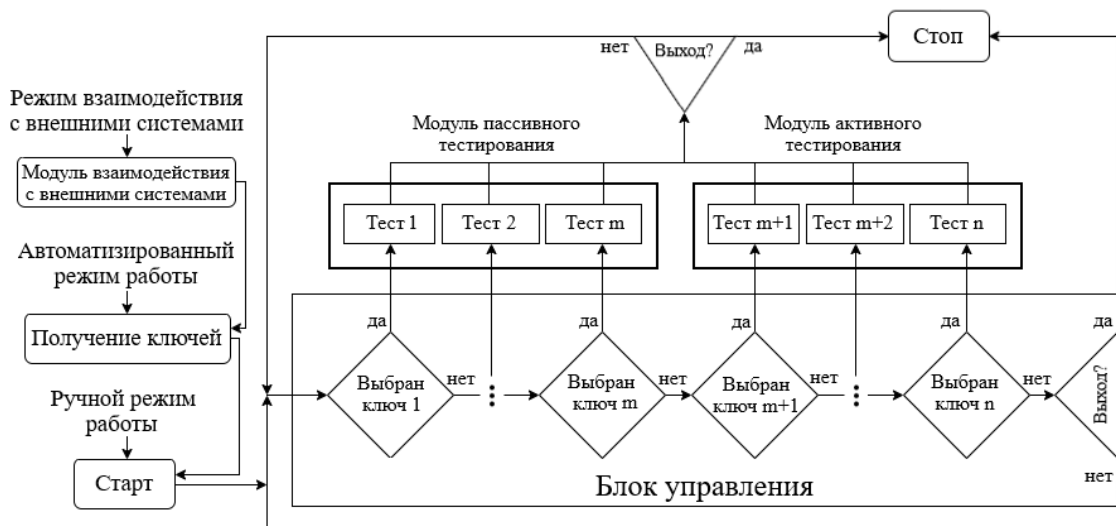 нет
Выход?
да
Стоп
Режим взаимодействия
с внешними системами
Модуль взаимодействия
с внешними системами
Модуль пассивного
тестирования
Модуль активного
тестирования
Тест 1
Тест 2
Тест m
Тест m+1
Тест m+2
Тест n
Автоматизированный
режим работы
Получение ключей
да
да
да
да
да
Выбран
ключ 1
нет
Выбран
ключ m
нет
Выбран
ключ m+1
нет
Выбран
ключ n
нет
Выход?
нет
Ручной режим
работы
Старт
Блок управления